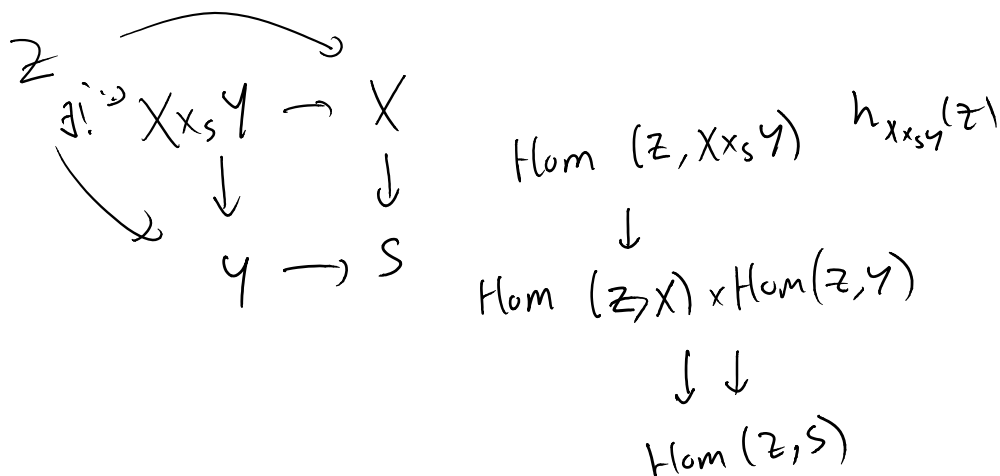 Z
∃! X×_S Y → X
↓ ↓
Y → S
Hom (Z, X×_S Y) h_{X×_S Y}(Z)
↓
Hom (Z, X) × Hom(Z, Y)
↓ ↓
Hom (Z, S)